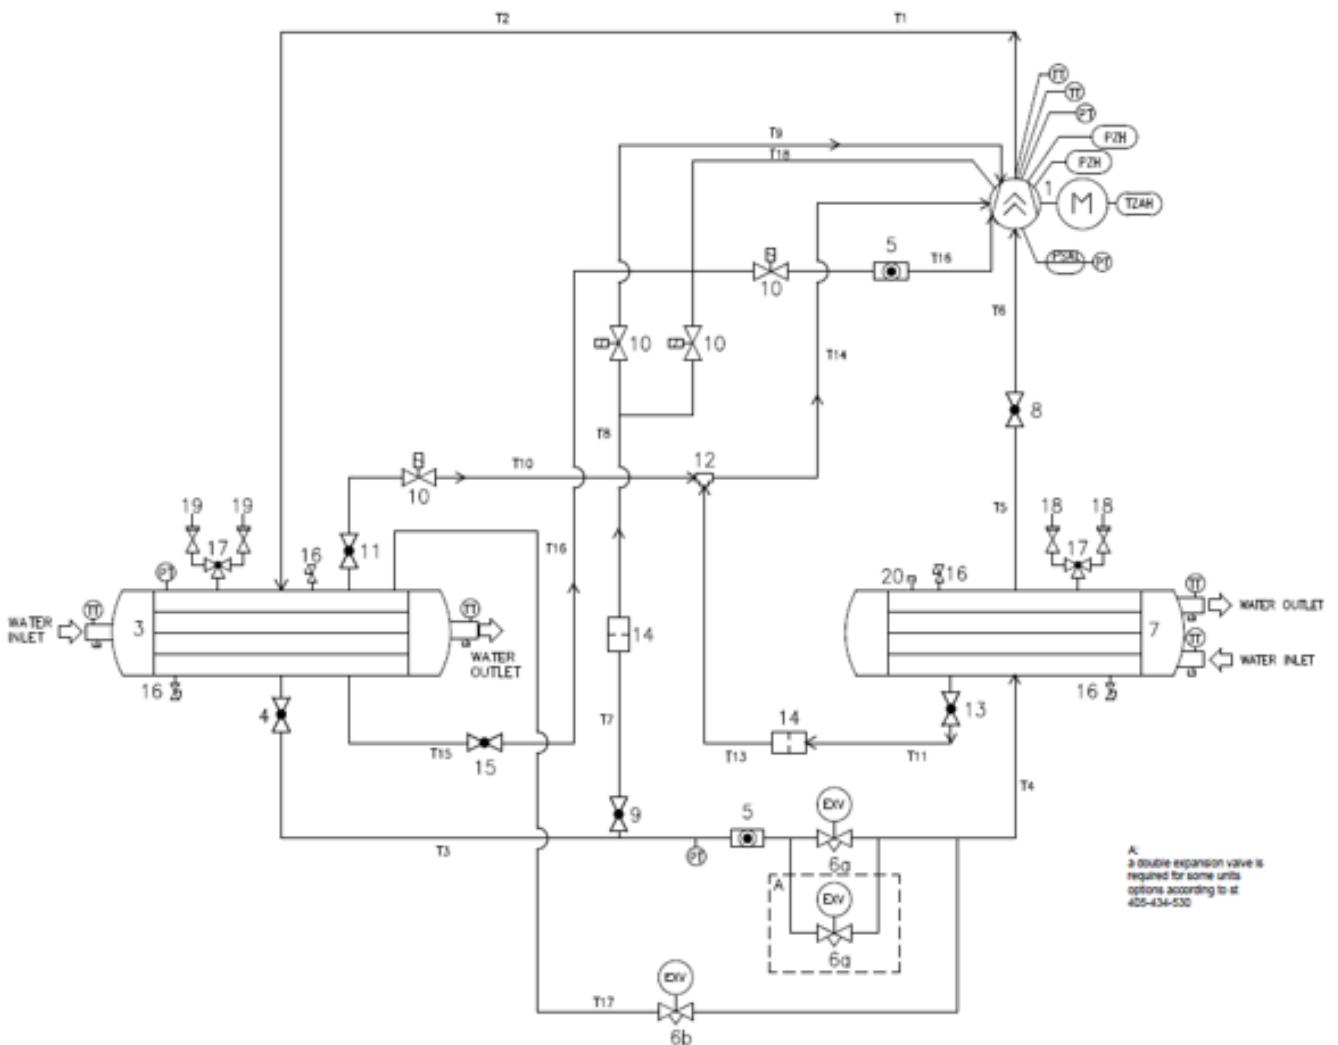 T2
T1
TT
TT
PT
PZH
PZH
T9
T18
1
M
TZAH
5
PSAL
PT
10
T16
T6
10
10
T14
8
T8
12
T10
10
T5
19
19
18
18
17
16
11
T16
17
PT
20
16
TT
TT
TT
WATER OUTLET
WATER
INLET
3
14
7
WATER
OUTLET
TT
WATER INLET
16
16
4
13
14
T7
T15
T13
T11
15
T4
EXV
5
9
T3
PT
6a
A
EXV
6a
A:
a double expansion valve is
required for some units
options according to st
405-434-530
EXV
T17
6b